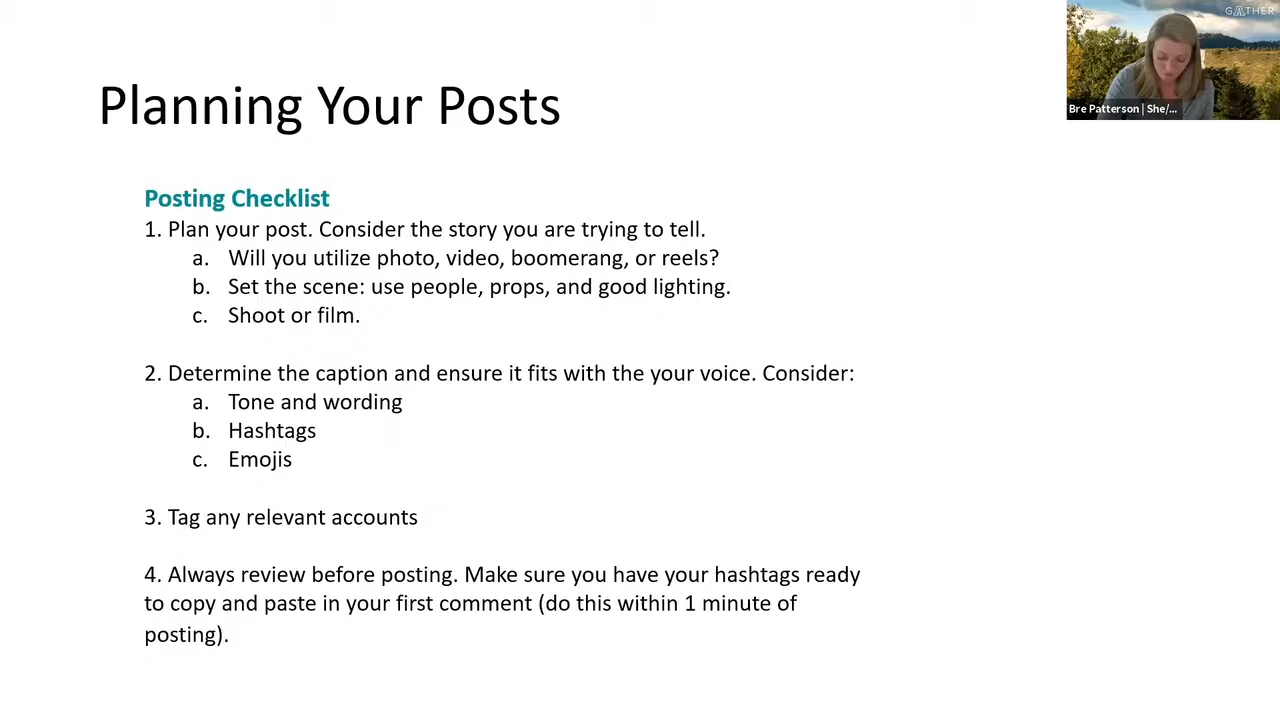 GATHER
Planning Your Posts
Bre Patterson | She/...
Posting Checklist
1. Plan your post. Consider the story you are trying to tell.
a. Will you utilize photo, video, boomerang, or reels?
b. Set the scene: use people, props, and good lighting.
c. Shoot or film.
2. Determine the caption and ensure it fits with the your voice. Consider:
a. Tone and wording
b. Hashtags
c. Emojis
3. Tag any relevant accounts
4. Always review before posting. Make sure you have your hashtags ready
to copy and paste in your first comment (do this within 1 minute of
posting).